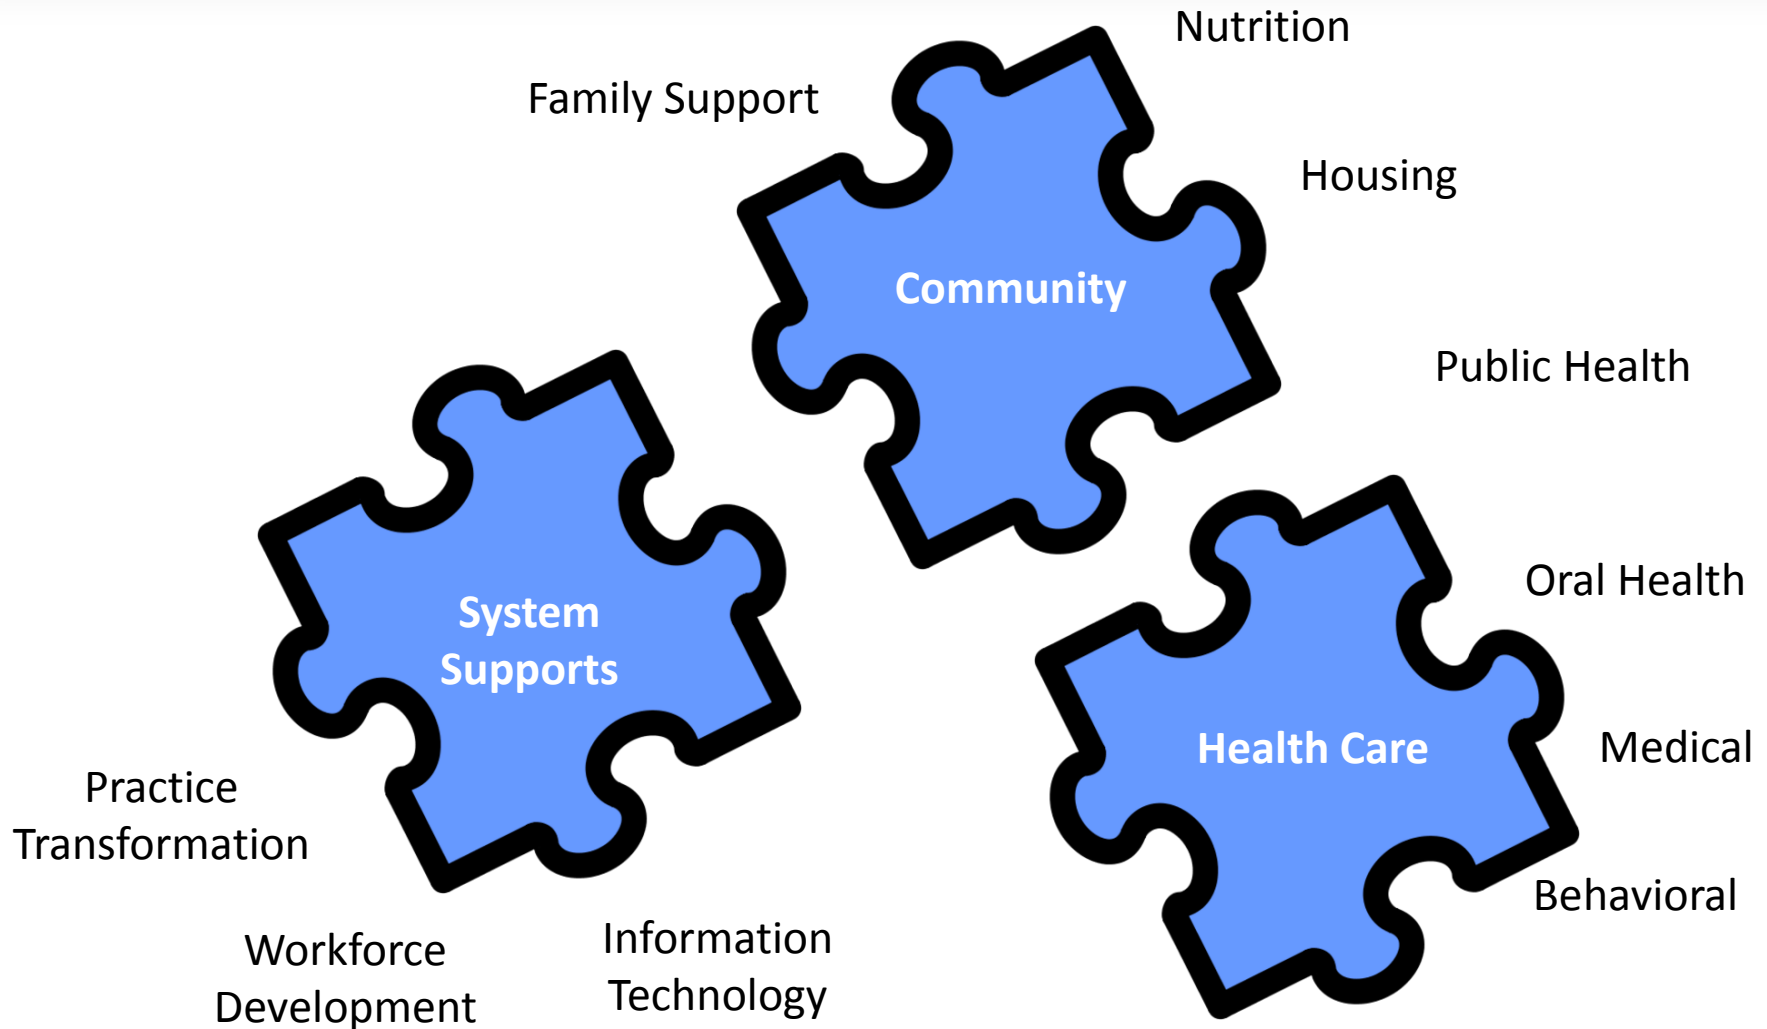 Nutrition
Family Support
Housing
Community
Public Health
Oral Health
System
Supports
Health Care
Medical
Practice
Transformation
Behavioral
Workforce
Development
Information
Technology